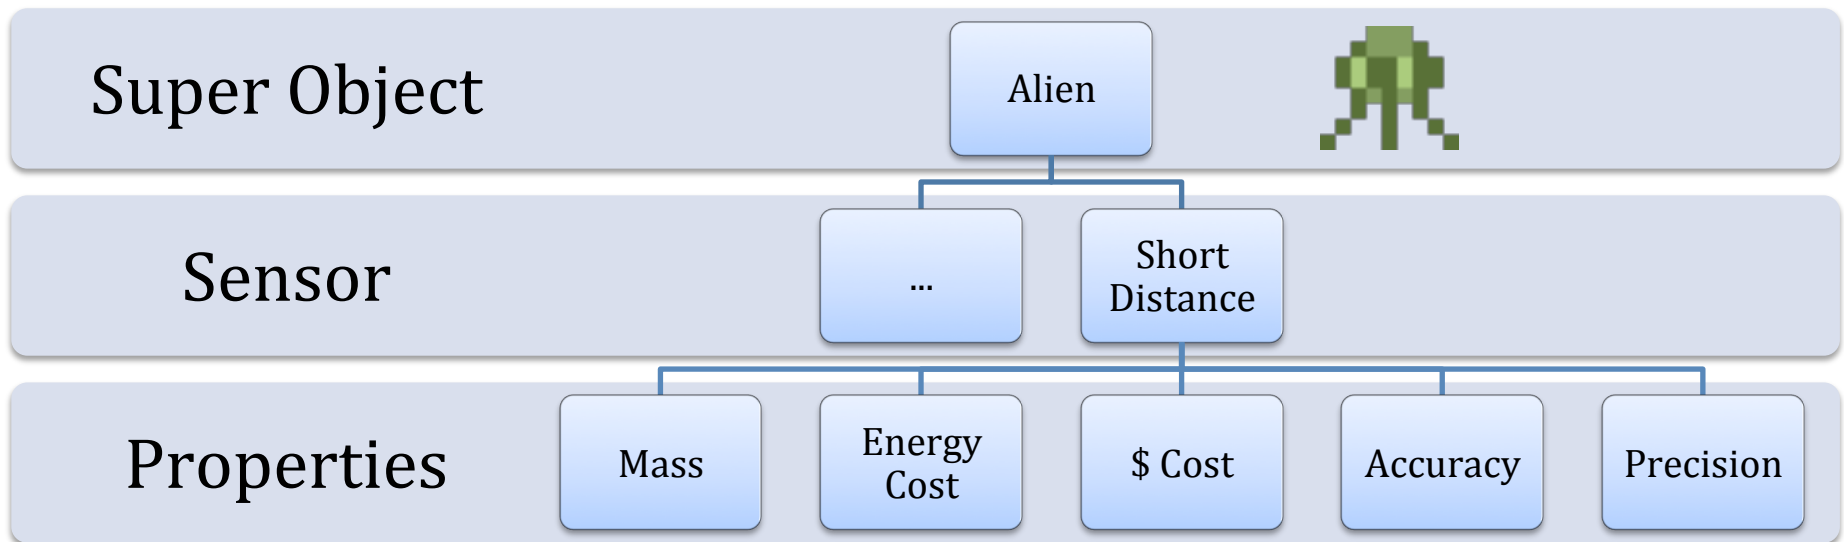 Super Object
Alien
Sensor
...
Short
Distance
Properties
Mass
Energy
Cost
$ Cost
Accuracy
Precision